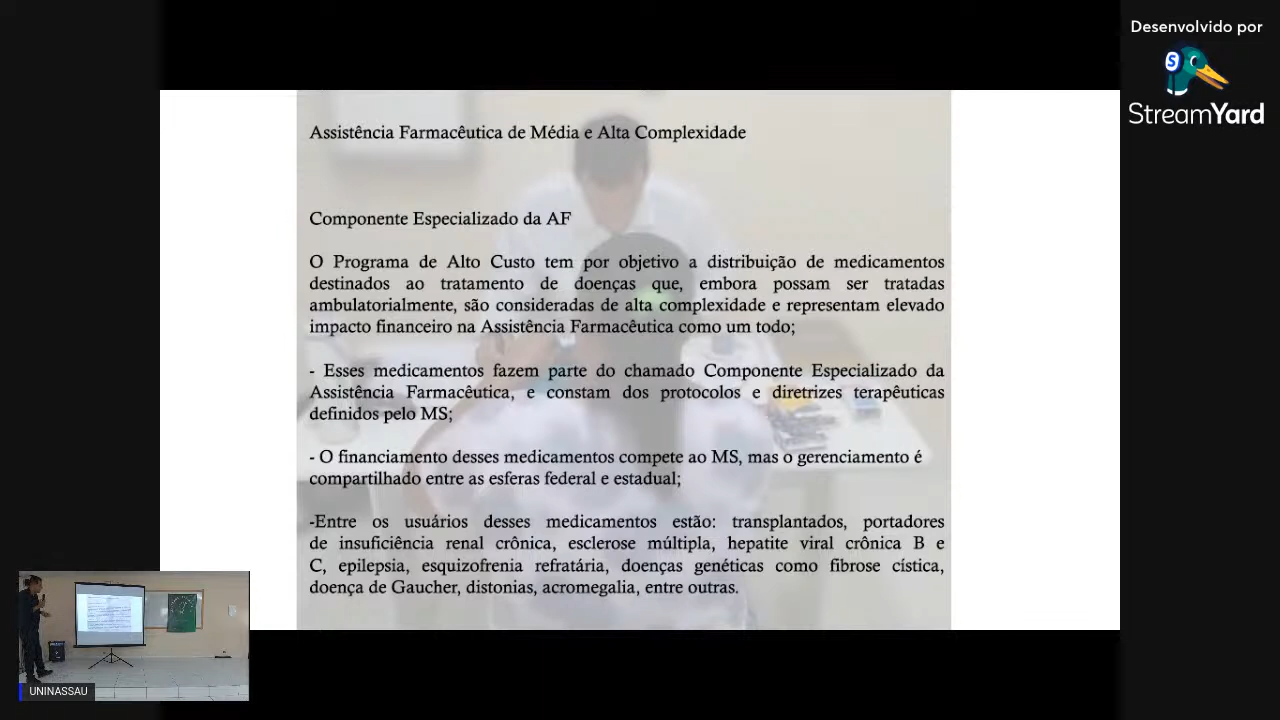 Desenvolvido por
StreamYard
Assistência Farmacêutica de Média e Alta Complexidade
Componente Especializado da AF
O Programa de Alto Custo tem por objetivo a distribuição de medicamentos
destinados ao tratamento de doenças que, embora possam ser tratadas
ambulatorialmente, são consideradas de alta complexidade e representam elevado
impacto financeiro na Assistência Farmacêutica como um todo;
- Esses medicamentos fazem parte do chamado Componente Especializado da
Assistência Farmacêutica, e constam dos protocolos e diretrizes terapêuticas
definidos pelo MS;
- O financiamento desses medicamentos compete ao MS, mas o gerenciamento é
compartilhado entre as esferas federal e estadual;
-Entre os usuários desses medicamentos estão: transplantados, portadores
de insuficiência renal crônica, esclerose múltipla, hepatite viral crônica B e
C, epilepsia, esquizofrenia refratária, doenças genéticas como fibrose cística,
doença de Gaucher, distonias, acromegalia, entre outras.
UNINASSAU